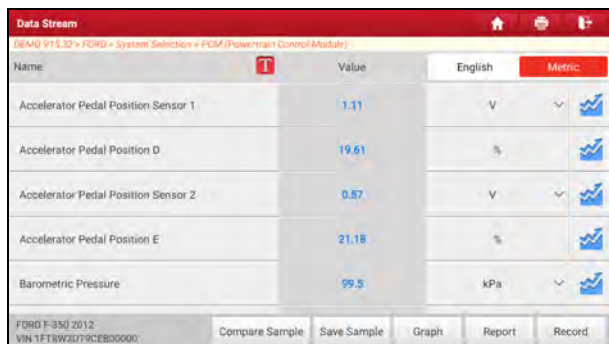 Data Stream
DEMO V15.32 > FORD > System Selection > PCM (Powertrain Control Module)
Name T Value English Metric
Accelerator Pedal Position Sensor 1 1.11 V
Accelerator Pedal Position D 19.61 %
Accelerator Pedal Position Sensor 2 0.57 V
Accelerator Pedal Position E 21.18 %
Barometric Pressure 99.5 kPa
FORD F-350 2012
VIN Compare Sample Save Sample Graph Report Record